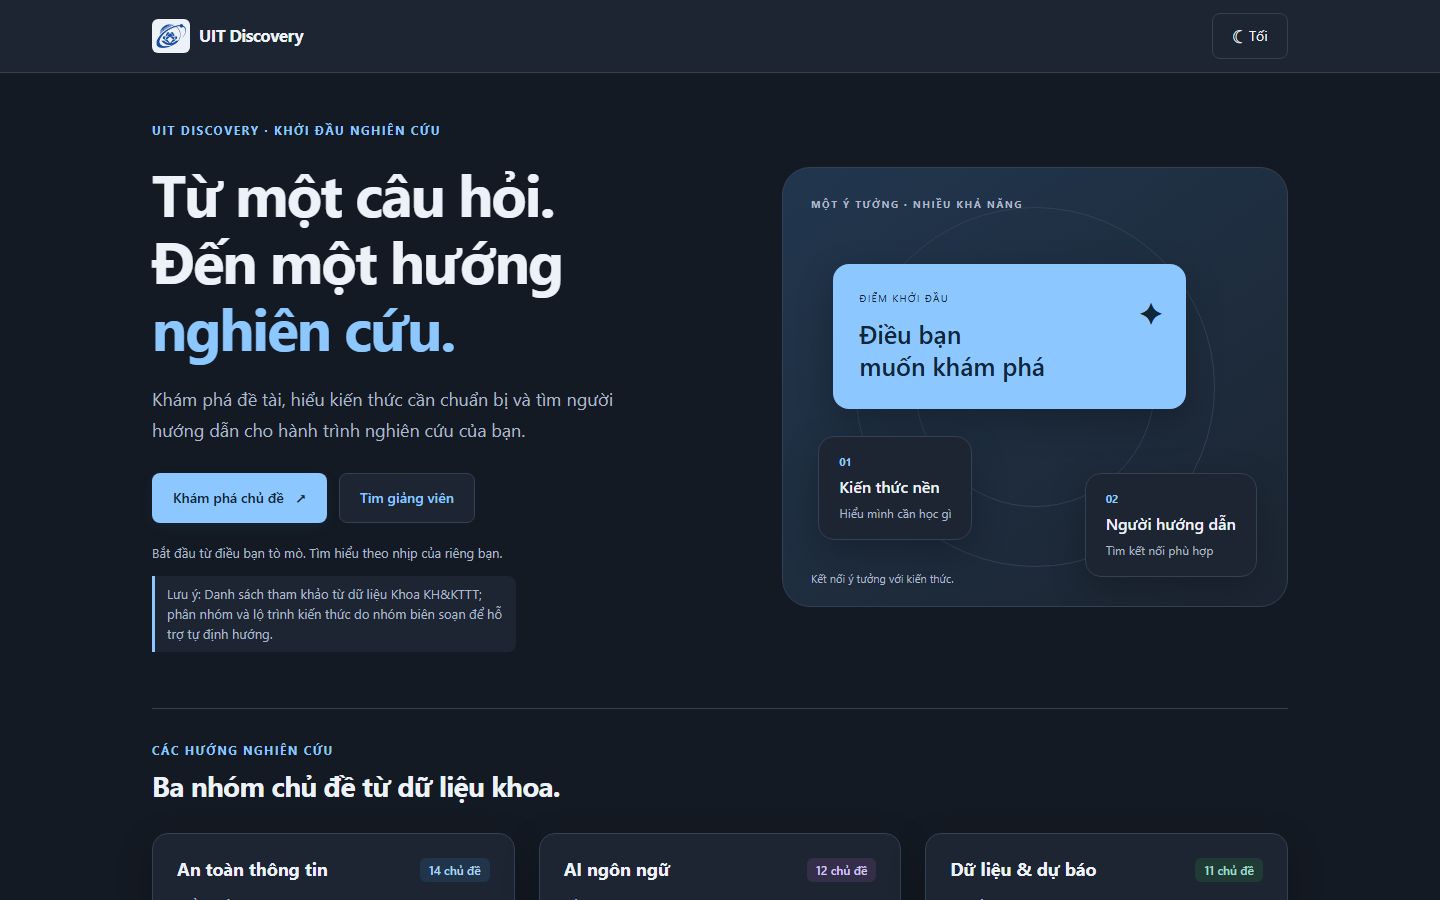 UIT Discovery
Tối
UIT DISCOVERY · KHỞI ĐẦU NGHIÊN CỨU
Từ một câu hỏi.
Đến một hướng
nghiên cứu.
Khám phá đề tài, hiểu kiến thức cần chuẩn bị và tìm người
hướng dẫn cho hành trình nghiên cứu của bạn.
Khám phá chủ đề ↗
Tìm giảng viên
Bắt đầu từ điều bạn tò mò. Tìm hiểu theo nhịp của riêng bạn.
Lưu ý: Danh sách tham khảo từ dữ liệu Khoa KH&KTTT;
phân nhóm và lộ trình kiến thức do nhóm biên soạn để hỗ
trợ tự định hướng.
MỘT Ý TƯỞNG · NHIỀU KHẢ NĂNG
ĐIỂM KHỞI ĐẦU
Điều bạn
muốn khám phá
01
Kiến thức nền
Hiểu mình cần học gì
02
Người hướng dẫn
Tìm kết nối phù hợp
Kết nối ý tưởng với kiến thức.
CÁC HƯỚNG NGHIÊN CỨU
Ba nhóm chủ đề từ dữ liệu khoa.
An toàn thông tin
14 chủ đề
AI ngôn ngữ
12 chủ đề
Dữ liệu & dự báo
11 chủ đề